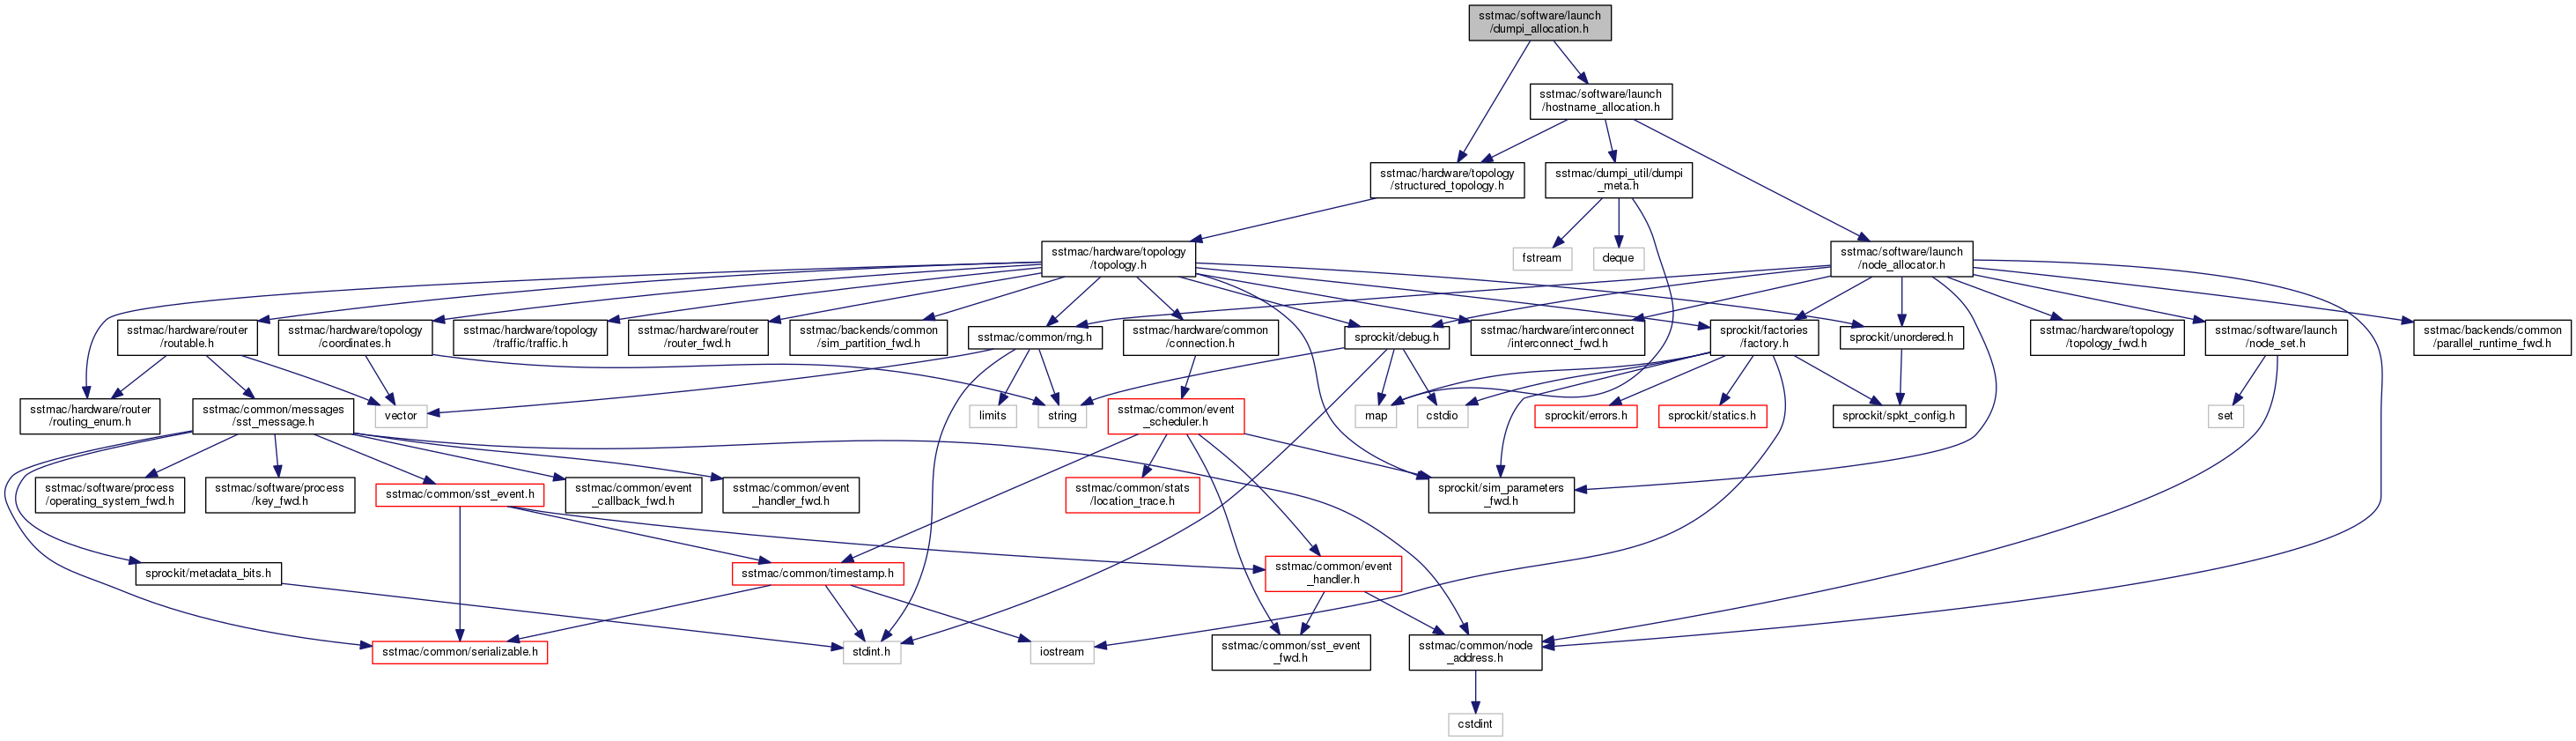 sstmac/software/launch
/dumpi_allocation.h
sstmac/software/launch
/hostname_allocation.h
sstmac/hardware/topology
/structured_topology.h
sstmac/dumpi_util/dumpi
_meta.h
sstmac/hardware/topology
/topology.h
fstream
deque
sstmac/software/launch
/node_allocator.h
sstmac/hardware/router
/routable.h
sstmac/hardware/topology
/coordinates.h
sstmac/hardware/topology
/traffic/traffic.h
sstmac/hardware/router
/router_fwd.h
sstmac/backends/common
/sim_partition_fwd.h
sstmac/common/rng.h
sstmac/hardware/common
/connection.h
sprockit/debug.h
sstmac/hardware/interconnect
/interconnect_fwd.h
sprockit/factories
/factory.h
sprockit/unordered.h
sstmac/hardware/topology
/topology_fwd.h
sstmac/software/launch
/node_set.h
sstmac/backends/common
/parallel_runtime_fwd.h
sstmac/hardware/router
/routing_enum.h
sstmac/common/messages
/sst_message.h
vector
limits
string
sstmac/common/event
_scheduler.h
map
cstdio
sprockit/errors.h
sprockit/statics.h
sprockit/spkt_config.h
set
sstmac/software/process
/operating_system_fwd.h
sstmac/software/process
/key_fwd.h
sstmac/common/sst_event.h
sstmac/common/event
_callback_fwd.h
sstmac/common/event
_handler_fwd.h
sstmac/common/stats
/location_trace.h
sprockit/sim_parameters
_fwd.h
sprockit/metadata_bits.h
sstmac/common/timestamp.h
sstmac/common/event
_handler.h
sstmac/common/serializable.h
stdint.h
iostream
sstmac/common/sst_event
_fwd.h
sstmac/common/node
_address.h
cstdint